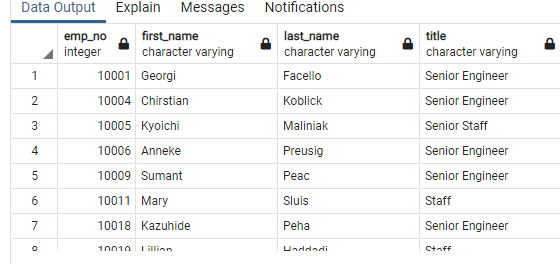 Data Output Explain Messages Notifications
emp_no first_name last_name title
integer character varying character varying character varying
1 10001 Georgi Facello Senior Engineer
2 10004 Chirstian Koblick Senior Engineer
3 10005 Kyoichi Maliniak Senior Staff
4 10006 Anneke Preusig Senior Engineer
5 10009 Sumant Peac Senior Engineer
6 10011 Mary Sluis Staff
7 10018 Kazuhide Peha Senior Engineer
8 10019 Lillian Haddadi Staff